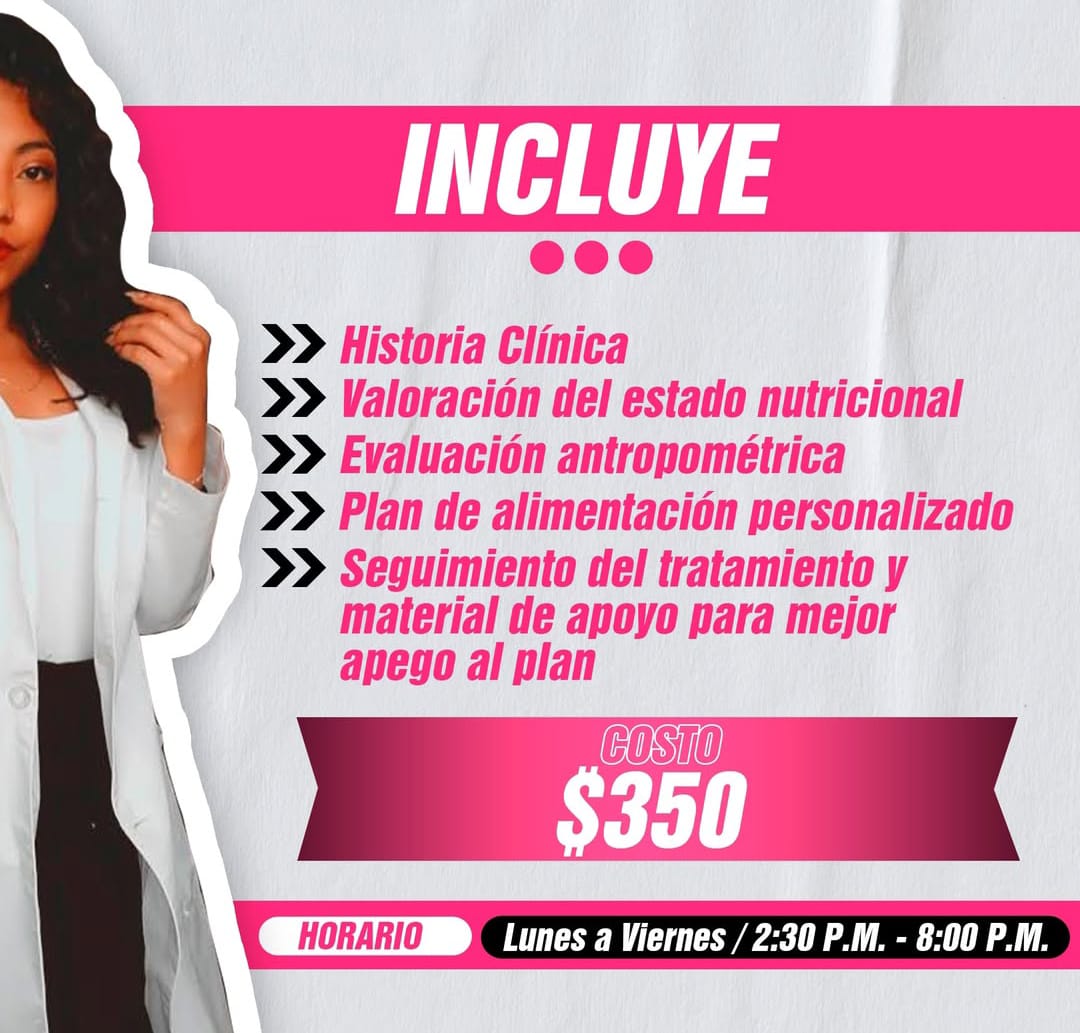 INCLUYE
Historia Clínica
Valoración del estado nutricional
Evaluación antropométrica
Plan de alimentación personalizado
Seguimiento del tratamiento y
material de apoyo para mejor
apego al plan
COSTO
$350
HORARIO Lunes a Viernes / 2:30 P.M. - 8:00 P.M.